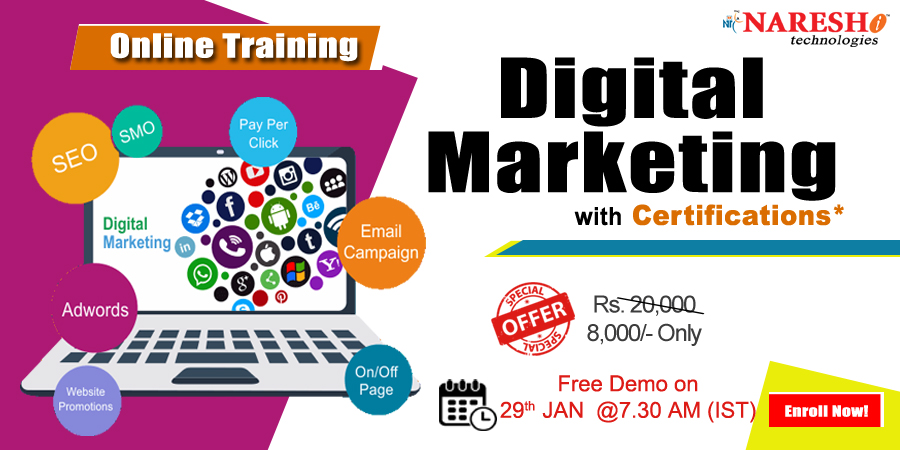 Online Training
NT
NARESH i
technologies
Digital
Marketing
with Certifications*
SEO
SMO
Pay Per
Click
Digital
Marketing
Email
Campaign
Adwords
Website
Promotions
On/Off
Page
SPECIAL
OFFER
SPECIAL
Rs. 20,000
8,000/- Only
Free Demo on
29th JAN @7.30 AM (IST)
Enroll Now!